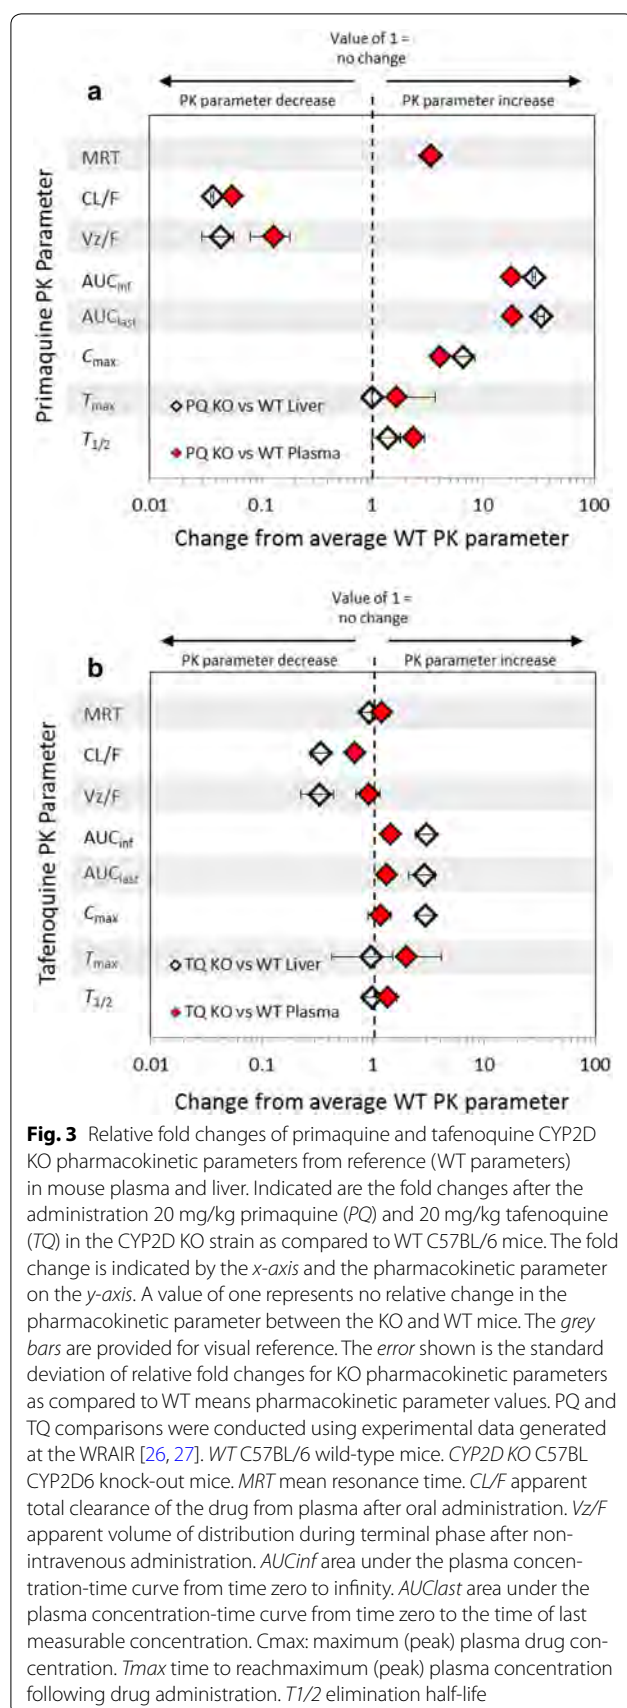 Value of 1 =
no change
a
PK parameter decrease
PK parameter increase
Primaquine PK Parameter
MRT
CL/F
Vz/F
AUCinf
AUClast
Cmax
Tmax
T1/2
PQ KO vs WT Liver
PQ KO vs WT Plasma
0.01
0.1
1
10
100
Change from average WT PK parameter
Value of 1 =
no change
b
PK parameter decrease
PK parameter increase
Tafenoquine PK Parameter
MRT
CL/F
Vz/F
AUCinf
AUClast
Cmax
Tmax
T1/2
TQ KO vs WT Liver
TQ KO vs WT Plasma
0.01
0.1
1
10
100
Change from average WT PK parameter
Fig. 3 Relative fold changes of primaquine and tafenoquine CYP2D
KO pharmacokinetic parameters from reference (WT parameters)
in mouse plasma and liver. Indicated are the fold changes after the
administration 20 mg/kg primaquine (PQ) and 20 mg/kg tafenoquine
(TQ) in the CYP2D KO strain as compared to WT C57BL/6 mice. The fold
change is indicated by the x-axis and the pharmacokinetic parameter
on the y-axis. A value of one represents no relative change in the
pharmacokinetic parameter between the KO and WT mice. The grey
bars are provided for visual reference. The error shown is the standard
deviation of relative fold changes for KO pharmacokinetic parameters
as compared to WT means pharmacokinetic parameter values. PQ and
TQ comparisons were conducted using experimental data generated
at the WRAIR [26, 27]. WT C57BL/6 wild-type mice. CYP2D KO C57BL
CYP2D6 knock-out mice. MRT mean resonance time. CL/F apparent
total clearance of the drug from plasma after oral administration. Vz/F
apparent volume of distribution during terminal phase after non-
intravenous administration. AUCinf area under the plasma concen-
tration-time curve from time zero to infinity. AUClast area under the
plasma concentration-time curve from time zero to the time of last
measurable concentration. Cmax: maximum (peak) plasma drug con-
centration. Tmax time to reachmaximum (peak) plasma concentration
following drug administration. T1/2 elimination half-life